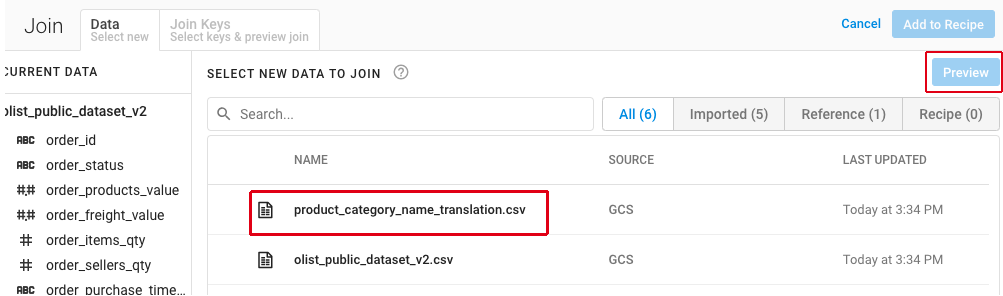 Join
Data
Select new
Join Keys
Select keys & preview join
Cancel
Add to Recipe
CURRENT DATA
SELECT NEW DATA TO JOIN ?
Preview
olist_public_dataset_v2
Search...
All (6)
Imported (5)
Reference (1)
Recipe (0)
ABC order_id
ABC order_status
#.# order_products_value
#.# order_freight_value
# order_items_qty
# order_sellers_qty
ABC order_purchase_time...
NAME SOURCE LAST UPDATED
product_category_name_translation.csv GCS Today at 3:34 PM
olist_public_dataset_v2.csv GCS Today at 3:34 PM